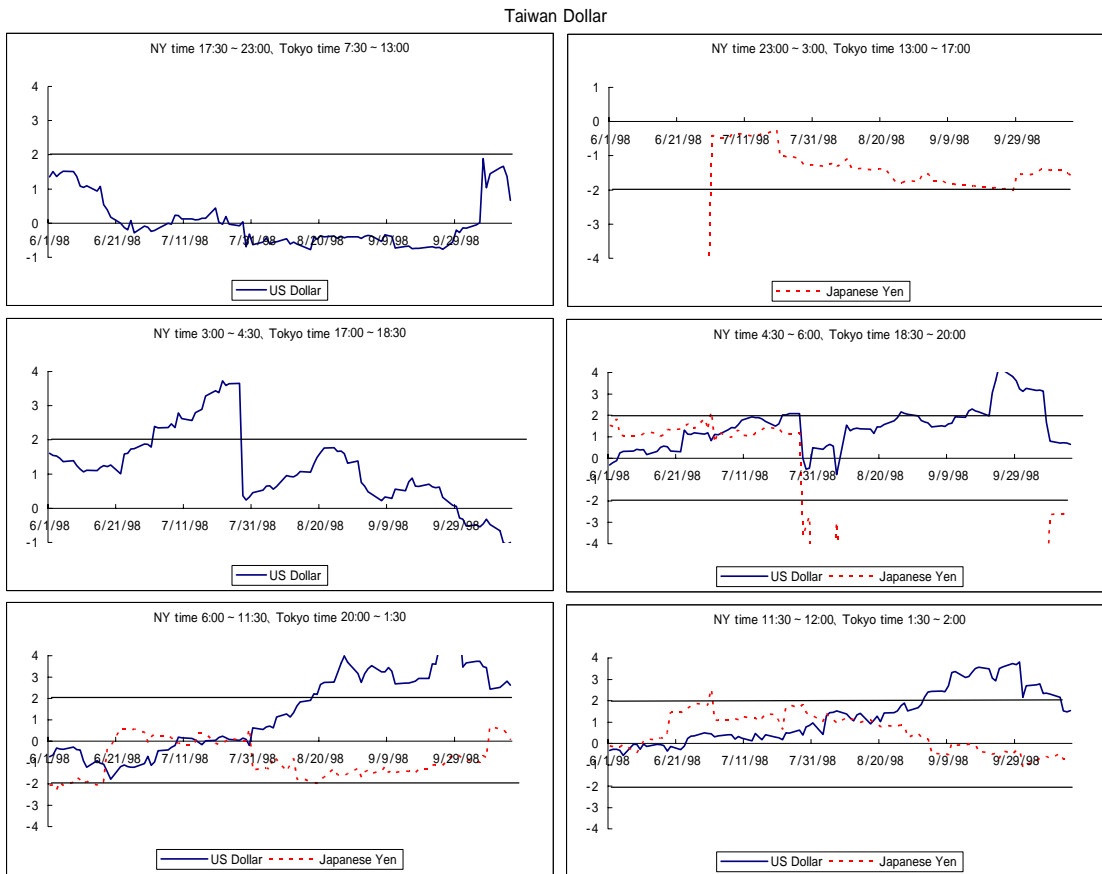 Taiwan Dollar
NY time 17:30 ~ 23:00, Tokyo time 7:30 ~ 13:00
4
3
2
1
0
-1
6/1/98 6/21/98 7/11/98 7/31/98 8/20/98 9/9/98 9/29/98
US Dollar
NY time 23:00 ~ 3:00, Tokyo time 13:00 ~ 17:00
1
0
-1
-2
-3
-4
6/1/98 6/21/98 7/11/98 7/31/98 8/20/98 9/9/98 9/29/98
Japanese Yen
NY time 3:00 ~ 4:30, Tokyo time 17:00 ~ 18:30
4
3
2
1
0
-1
6/1/98 6/21/98 7/11/98 7/31/98 8/20/98 9/9/98 9/29/98
US Dollar
NY time 4:30 ~ 6:00, Tokyo time 18:30 ~ 20:00
4
3
2
1
0
-1
-2
-3
-4
6/1/98 6/21/98 7/11/98 7/31/98 8/20/98 9/9/98 9/29/98
US Dollar Japanese Yen
NY time 6:00 ~ 11:30, Tokyo time 20:00 ~ 1:30
4
3
2
1
0
-1
-2
-3
-4
6/1/98 6/21/98 7/11/98 7/31/98 8/20/98 9/9/98 9/29/98
US Dollar Japanese Yen
NY time 11:30 ~ 12:00, Tokyo time 1:30 ~ 2:00
4
3
2
1
0
-1
-2
-3
-4
6/1/98 6/21/98 7/11/98 7/31/98 8/20/98 9/9/98 9/29/98
US Dollar Japanese Yen